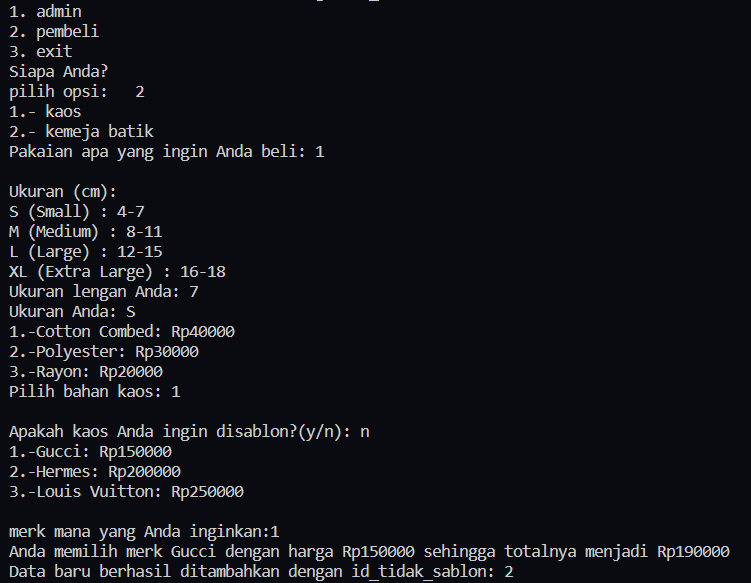 1. admin
2. pembeli
3. exit
Siapa Anda?
pilih opsi:   2
1.- kaos
2.- kemeja batik
Pakaian apa yang ingin Anda beli: 1
Ukuran (cm):
S (Small) : 4-7
M (Medium) : 8-11
L (Large) : 12-15
XL (Extra Large) : 16-18
Ukuran lengan Anda: 7
Ukuran Anda: S
1.-Cotton Combed: Rp40000
2.-Polyester: Rp30000
3.-Rayon: Rp20000
Pilih bahan kaos: 1
Apakah kaos Anda ingin disablon?(y/n): n
1.-Gucci: Rp150000
2.-Hermes: Rp200000
3.-Louis Vuitton: Rp250000
merk mana yang Anda inginkan:1
Anda memilih merk Gucci dengan harga Rp150000 sehingga totalnya menjadi Rp190000
Data baru berhasil ditambahkan dengan id_tidak_sablon: 2